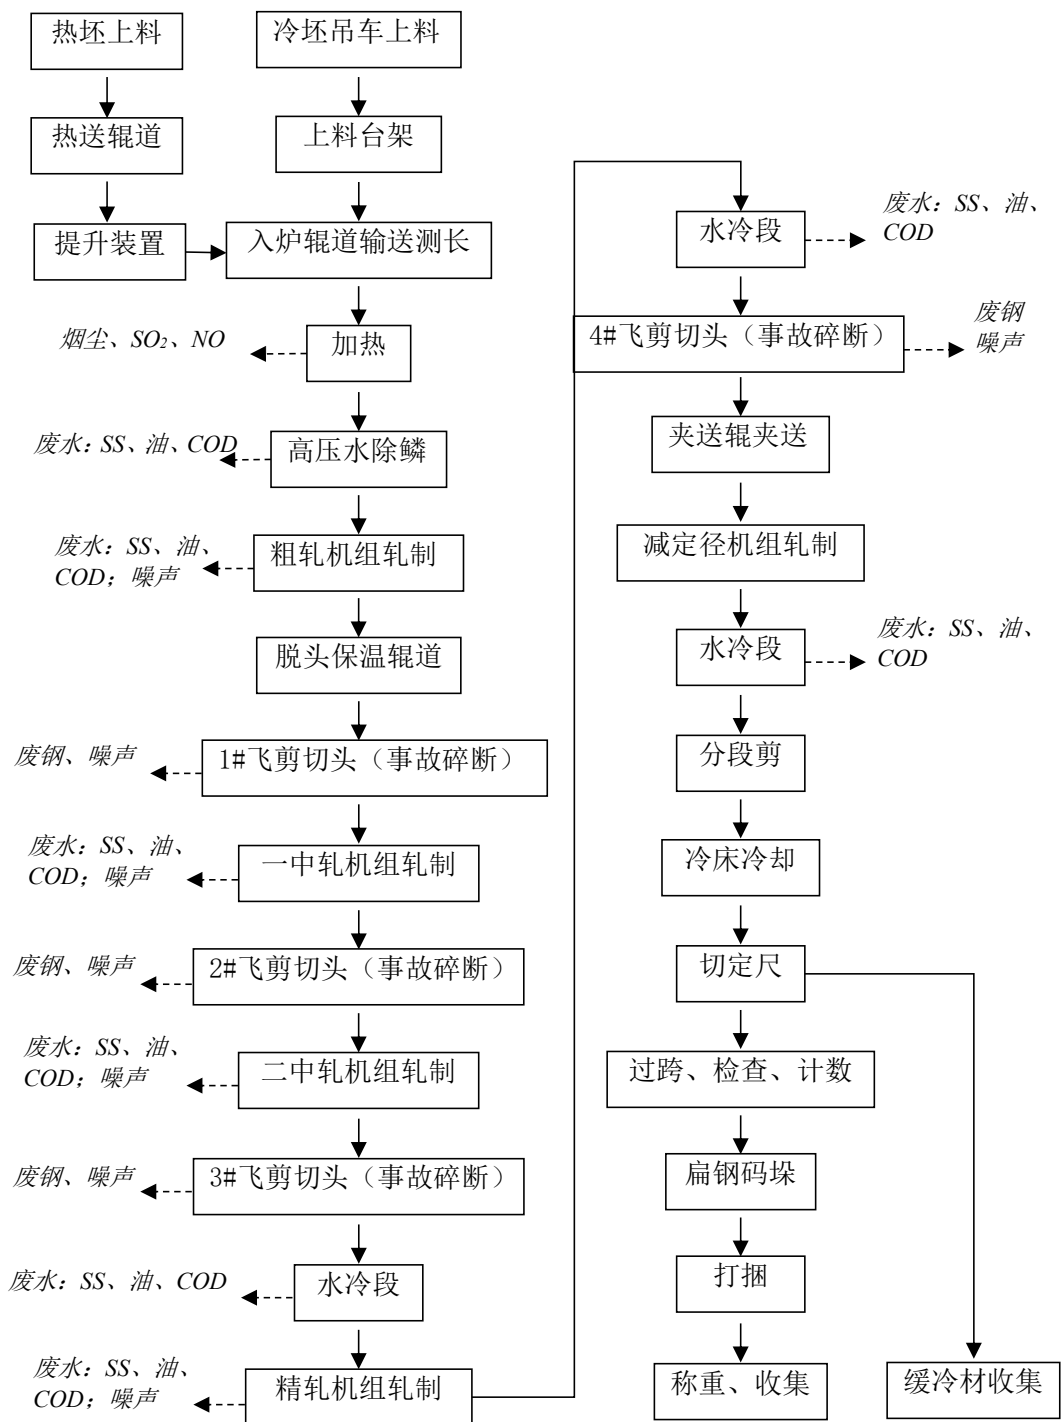 热坯上料
冷坯吊车上料
热送辊道
上料台架
提升装置
入炉辊道输送测长
烟尘、SO₂、NO
加热
废水：SS、油、COD
高压水除鳞
废水：SS、油、
COD；噪声
粗轧机组轧制
脱头保温辊道
废钢、噪声
1#飞剪切头（事故碎断）
废水：SS、油、
COD；噪声
一中轧机组轧制
废钢、噪声
2#飞剪切头（事故碎断）
废水：SS、油、
COD；噪声
二中轧机组轧制
废钢、噪声
3#飞剪切头（事故碎断）
废水：SS、油、COD
水冷段
废水：SS、油、
COD；噪声
精轧机组轧制
水冷段
废水：SS、油、
COD
4#飞剪切头（事故碎断）
废钢
噪声
夹送辊夹送
减定径机组轧制
水冷段
废水：SS、油、
COD
分段剪
冷床冷却
切定尺
过跨、检查、计数
扁钢码垛
打捆
称重、收集
缓冷材收集